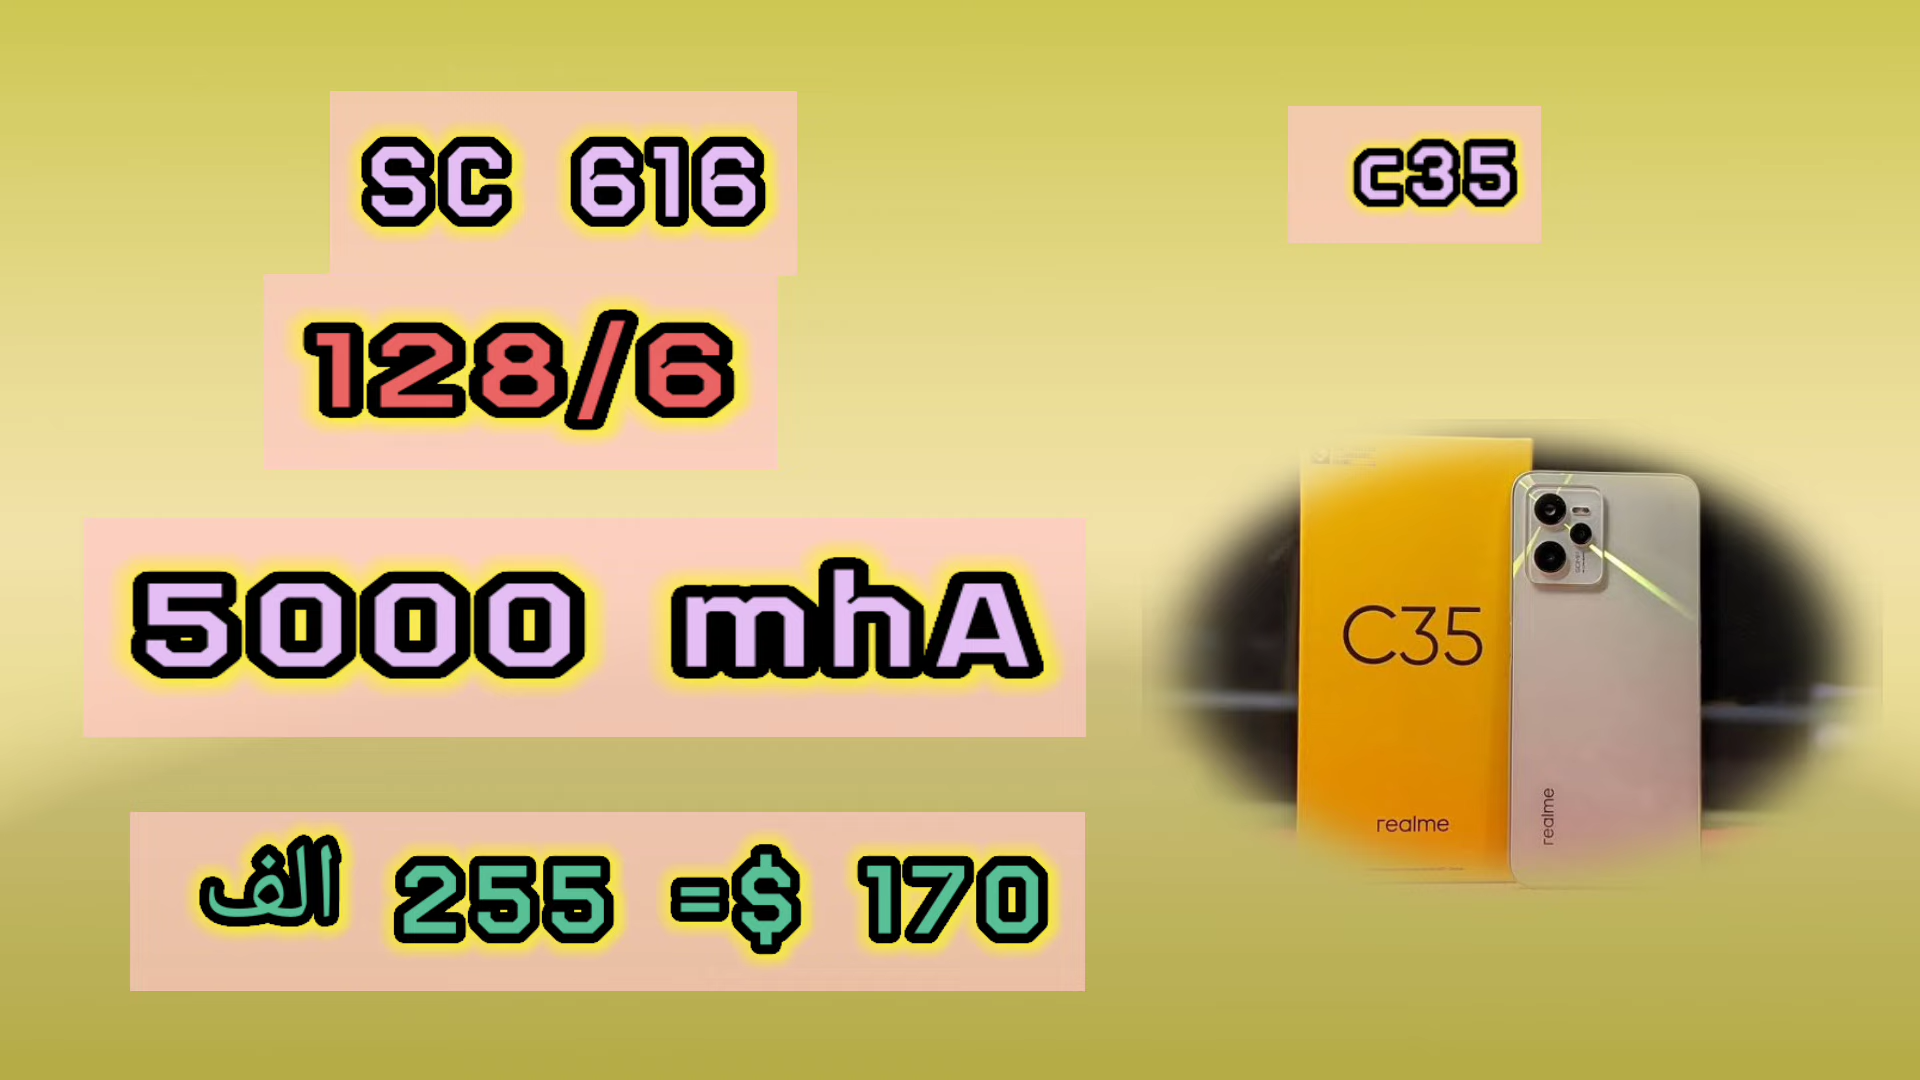 SC 616
c35
128/6
5000 mhA
170 $= 255 الف
C35
realme
realme